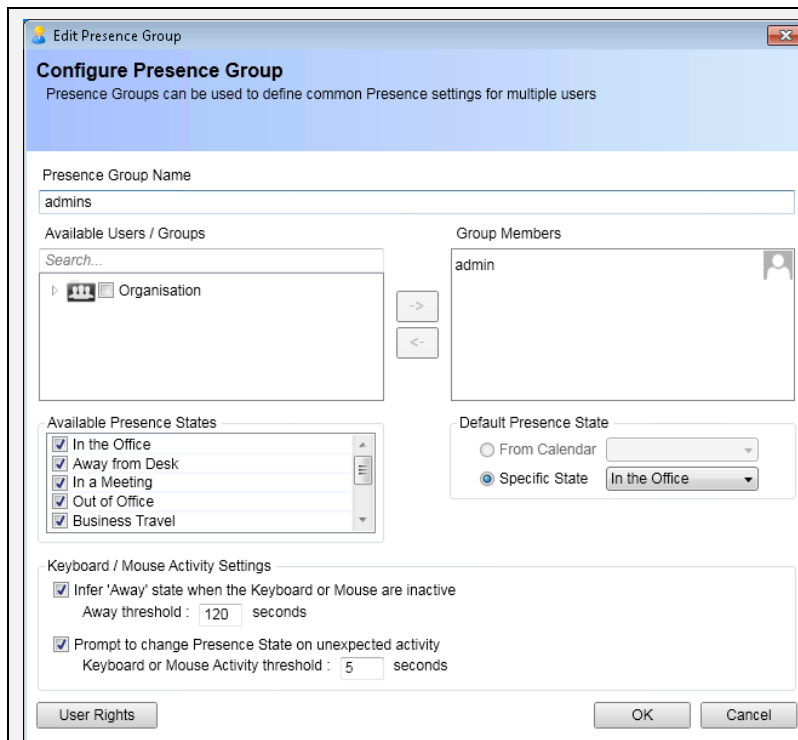 Edit Presence Group
Configure Presence Group
Presence Groups can be used to define common Presence settings for multiple users
Presence Group Name
admins
Available Users / Groups
Search...
Organisation
->
<-
Group Members
admin
Available Presence States
In the Office
Away from Desk
In a Meeting
Out of Office
Business Travel
Default Presence State
From Calendar
Specific State In the Office
Keyboard / Mouse Activity Settings
Infer 'Away' state when the Keyboard or Mouse are inactive
Away threshold : 120 seconds
Prompt to change Presence State on unexpected activity
Keyboard or Mouse Activity threshold : 5 seconds
User Rights OK Cancel